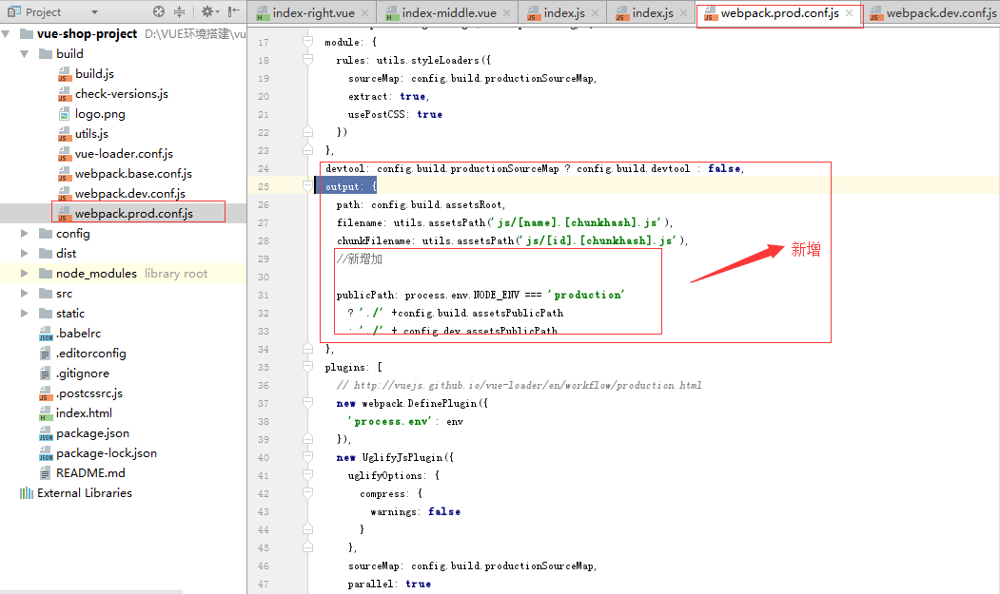 Project
index-right.vue
index-middle.vue
index.js
index.js
webpack.prod.conf.js
webpack.dev.conf.js
vue-shop-project D:\VUE环境搭建\vu
build
build.js
check-versions.js
logo.png
utils.js
vue-loader.conf.js
webpack.base.conf.js
webpack.dev.conf.js
webpack.prod.conf.js
config
dist
node_modules library root
src
static
.babelrc
.editorconfig
.gitignore
.postcssrc.js
index.html
package.json
package-lock.json
README.md
External Libraries
17 module: {
18 rules: utils.styleLoaders({
19 sourceMap: config.build.productionSourceMap,
20 extract: true,
21 usePostCSS: true
22 })
23 },
24 devtool: config.build.productionSourceMap ? config.build.devtool : false,
25 output: {
26 path: config.build.assetsRoot,
27 filename: utils.assetsPath('js/[name].[chunkhash].js'),
28 chunkFilename: utils.assetsPath('js/[id].[chunkhash].js'),
29 //新增加
30
31 publicPath: process.env.NODE_ENV === 'production'
32 ? './' +config.build.assetsPublicPath
33 : './' + config.dev.assetsPublicPath
34 },
35 plugins: [
36 // http://vuejs.github.io/vue-loader/en/workflow/production.html
37 new webpack.DefinePlugin({
38 'process.env': env
39 }),
40 new UglifyJsPlugin({
41 uglifyOptions: {
42 compress: {
43 warnings: false
44 }
45 },
46 sourceMap: config.build.productionSourceMap,
47 parallel: true
新增